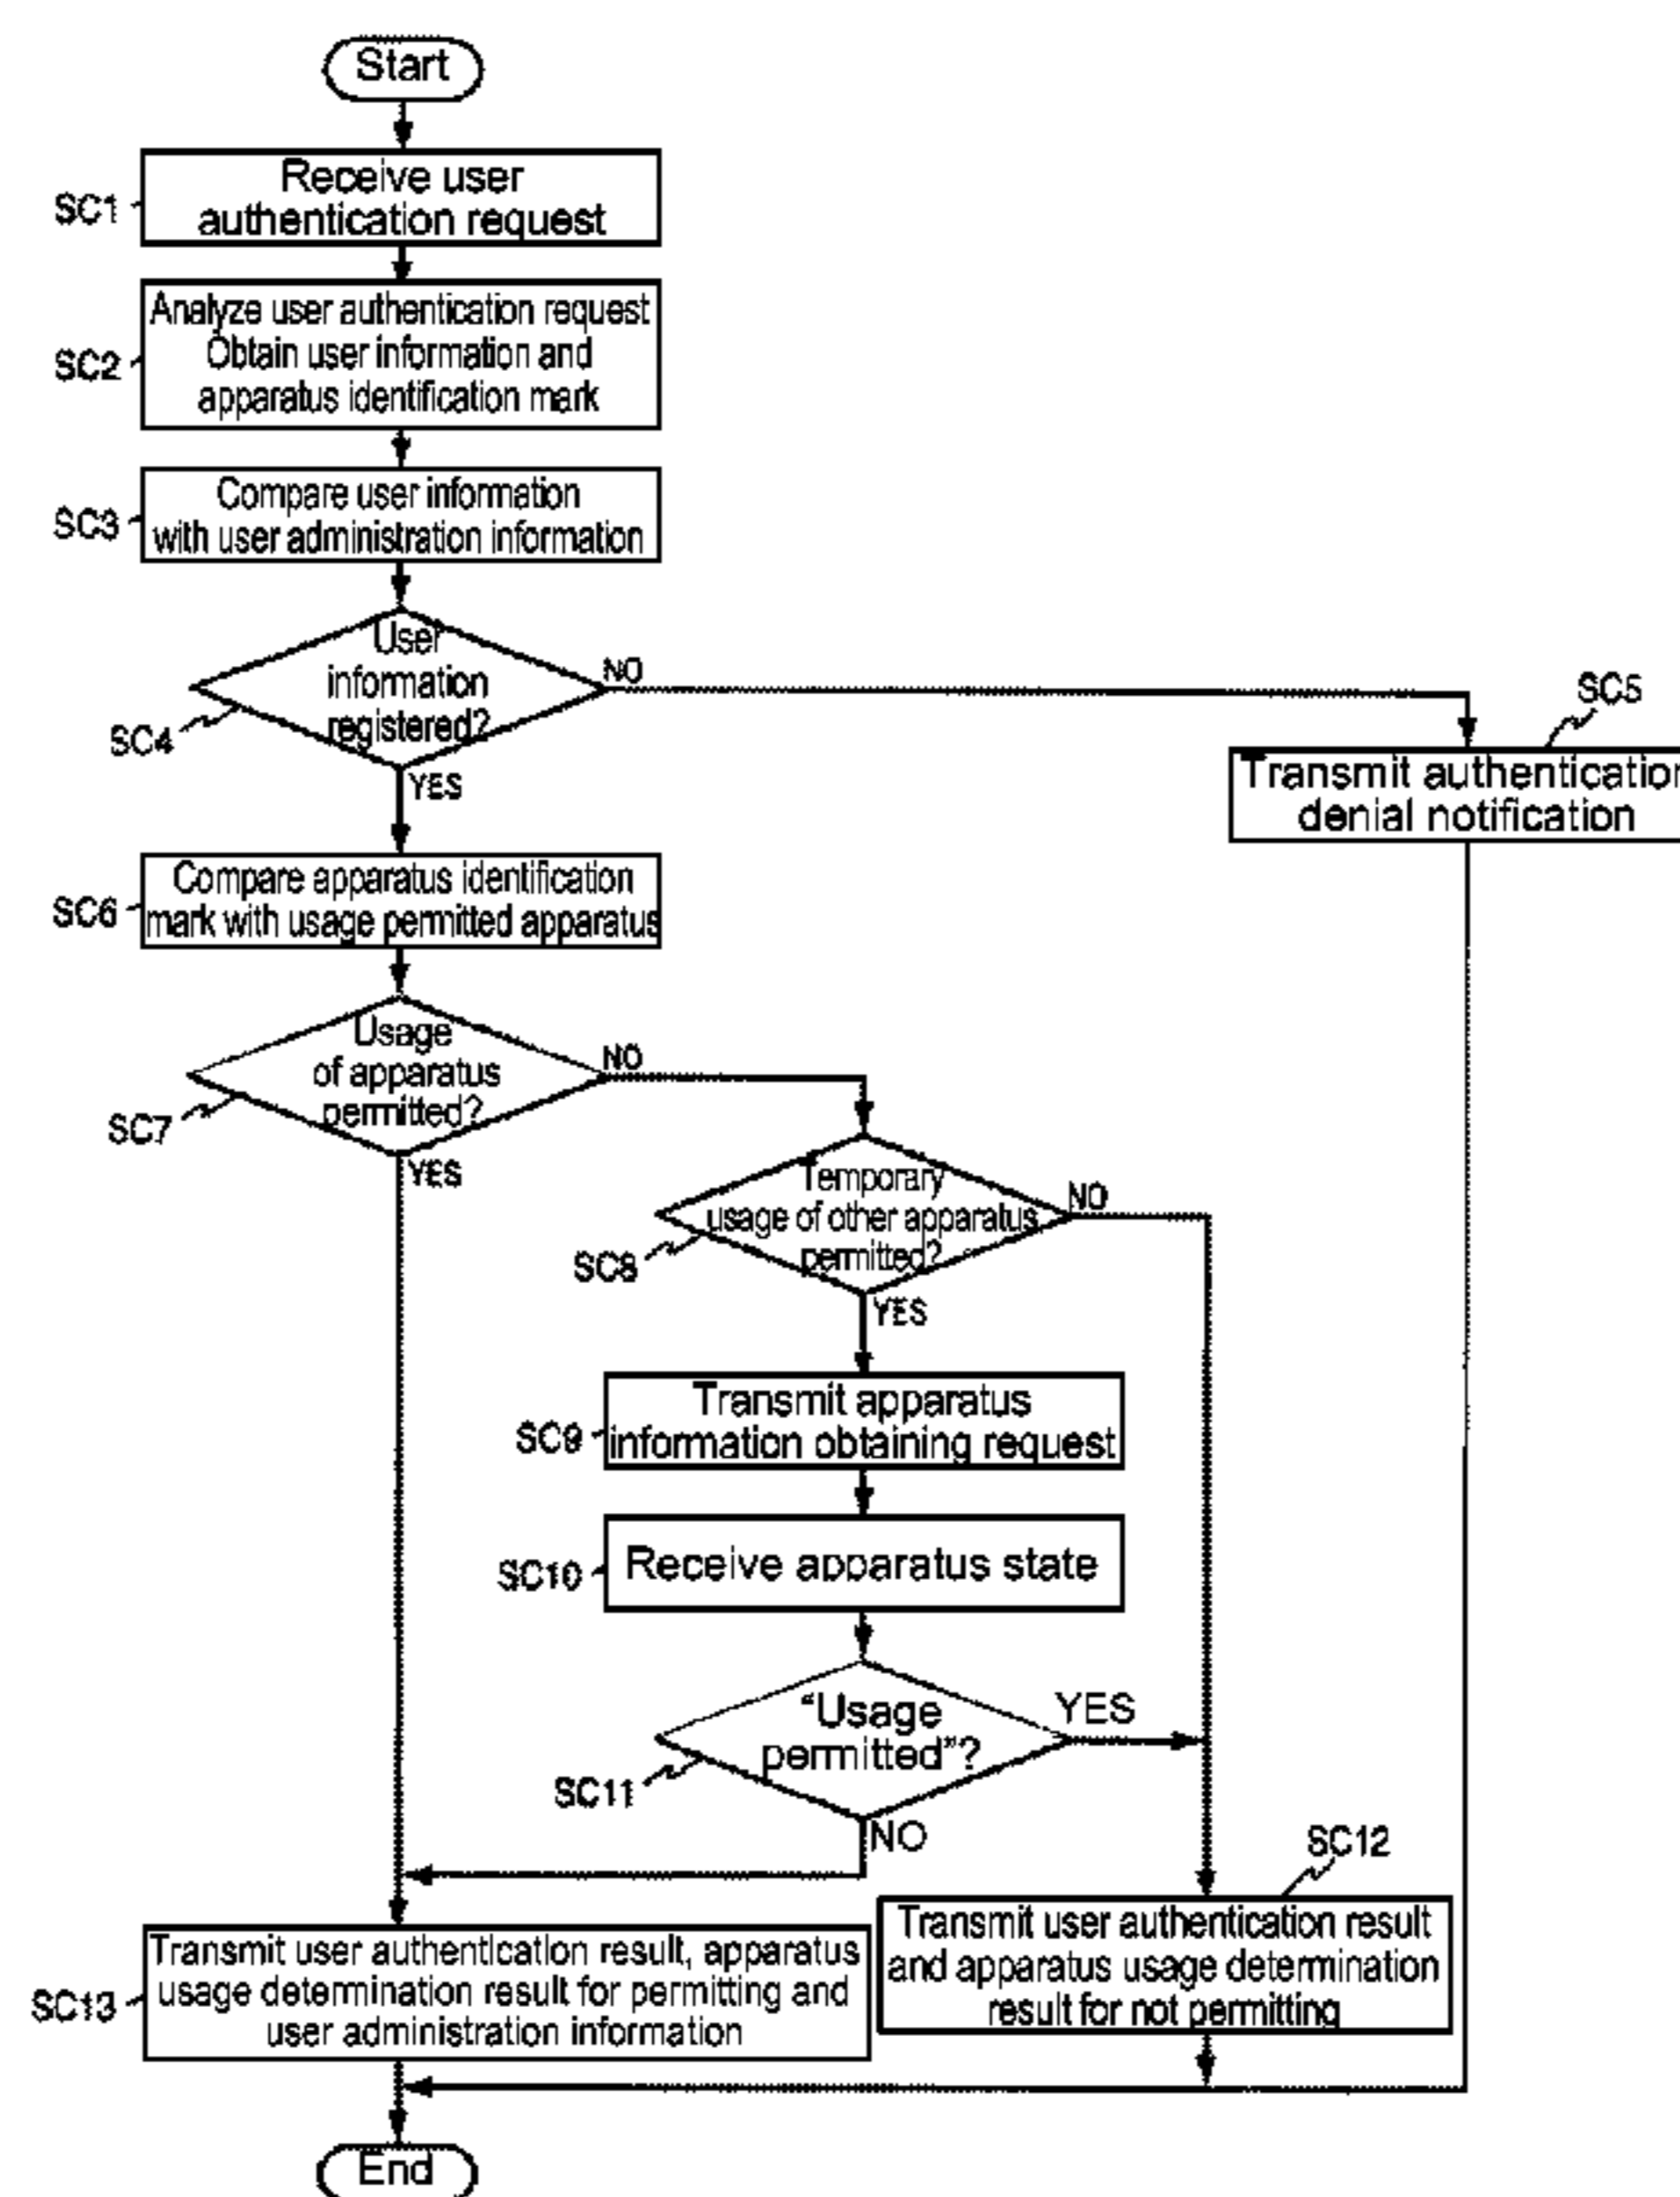 Start
SC1
Receive user
authentication request
SC2
Analyze user authentication request
Obtain user information and
apparatus identification mark
SC3
Compare user information
with user administration information
SC4
User
information
registered?
NO
YES
SC5
Transmit authentication
denial notification
SC6
Compare apparatus identification
mark with usage permitted apparatus
SC7
Usage
of apparatus
permitted?
NO
YES
SC8
Temporary
usage of other apparatus
permitted?
NO
YES
SC9
Transmit apparatus
information obtaining request
SC10
Receive apparatus state
SC11
“Usage
permitted”?
YES
NO
SC12
Transmit user authentication result
and apparatus usage determination
result for not permitting
SC13
Transmit user authentication result, apparatus
usage determination result for permitting and
user administration information
End